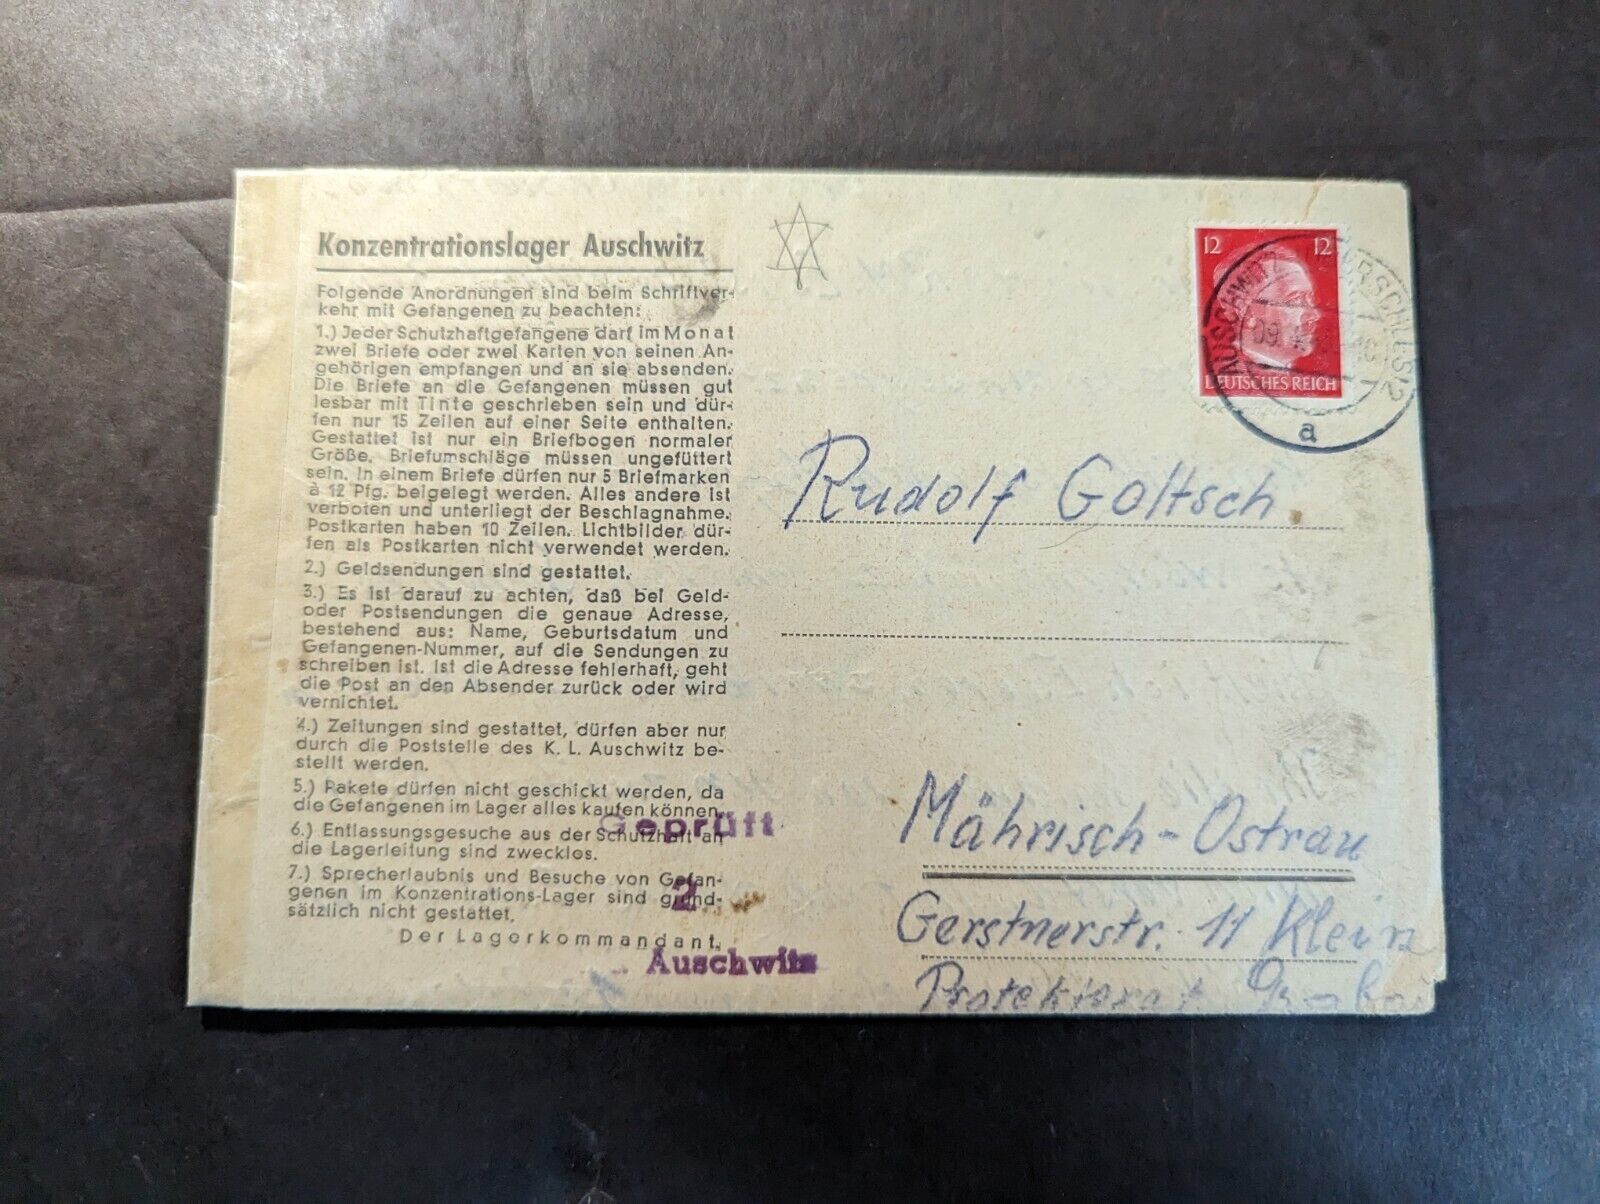 Konzentrationslager Auschwitz
Folgende Anordnungen sind beim Schriftver-
kehr mit Gefangenen zu beachten:
1.) Jeder Schutzhaftgefangene darf im Monat
zwei Briefe oder zwei Karten von seinen An-
gehörigen empfangen und an sie absenden.
Die Briefe an die Gefangenen müssen gut
lesbar mit Tinte geschrieben sein und dür-
fen nur 15 Zeilen auf einer Seite enthalten.
Gestattet ist nur ein Briefbogen normaler
Größe. Briefumschläge müssen ungefüttert
sein. In einem Briefe dürfen nur 5 Briefmarken
à 12 Pfg. beigelegt werden. Alles andere ist
verboten und unterliegt der Beschlagnahme.
Postkarten haben 10 Zeilen. Lichtbilder dür-
fen als Postkarten nicht verwendet werden.
2.) Geldsendungen sind gestattet.
3.) Es ist darauf zu achten, daß bei Geld-
oder Postsendungen die genaue Adresse,
bestehend aus: Name, Geburtsdatum und
Gefangenen-Nummer, auf die Sendungen zu
schreiben ist. Ist die Adresse fehlerhaft, geht
die Post an den Absender zurück oder wird
vernichtet.
4.) Zeitungen sind gestattet, dürfen aber nur
durch die Poststelle des K. L. Auschwitz be-
stellt werden.
5.) Pakete dürfen nicht geschickt werden, da
die Gefangenen im Lager alles kaufen können.
6.) Entlassungsgesuche aus der Schutzhaft an
die Lagerleitung sind zwecklos.
7.) Sprecherlaubnis und Besuche von Gefan-
genen im Konzentrations-Lager sind grund-
sätzlich nicht gestattet.
Der Lagerkommandant.
Geprüft
2
Auschwitz
12 12
DEUTSCHES REICH
AUSCHWITZ
a
Rudolf Goltsch
Mährisch-Ostrau
Gerstnerstr. 11 Klein
Protektorat